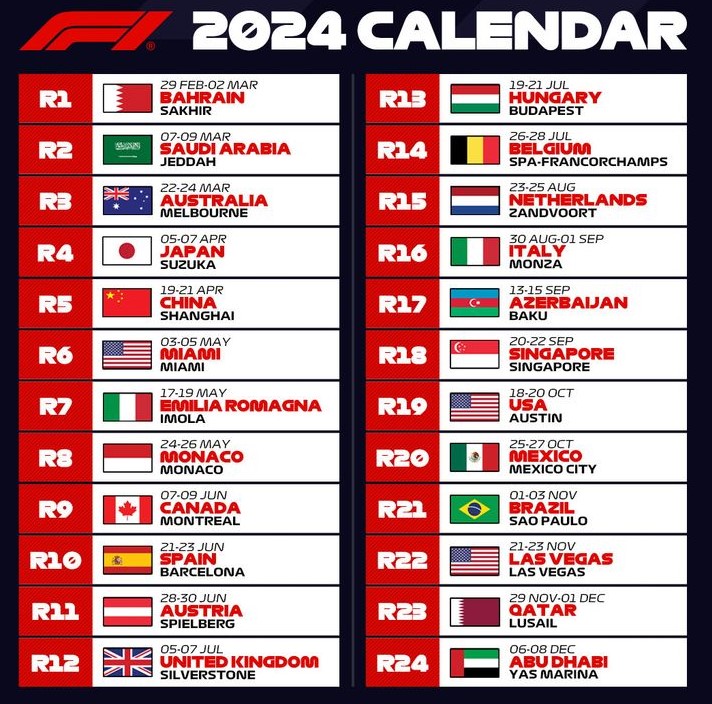 F1® 2024 CALENDAR
R1
29 FEB-02 MAR
BAHRAIN
SAKHIR
R2
07-09 MAR
SAUDI ARABIA
JEDDAH
R3
22-24 MAR
AUSTRALIA
MELBOURNE
R4
05-07 APR
JAPAN
SUZUKA
R5
19-21 APR
CHINA
SHANGHAI
R6
03-05 MAY
MIAMI
MIAMI
R7
17-19 MAY
EMILIA ROMAGNA
IMOLA
R8
24-26 MAY
MONACO
MONACO
R9
07-09 JUN
CANADA
MONTREAL
R10
21-23 JUN
SPAIN
BARCELONA
R11
28-30 JUN
AUSTRIA
SPIELBERG
R12
05-07 JUL
UNITED KINGDOM
SILVERSTONE
R13
19-21 JUL
HUNGARY
BUDAPEST
R14
26-28 JUL
BELGIUM
SPA-FRANCORCHAMPS
R15
23-25 AUG
NETHERLANDS
ZANDVOORT
R16
30 AUG-01 SEP
ITALY
MONZA
R17
13-15 SEP
AZERBAIJAN
BAKU
R18
20-22 SEP
SINGAPORE
SINGAPORE
R19
18-20 OCT
USA
AUSTIN
R20
25-27 OCT
MEXICO
MEXICO CITY
R21
01-03 NOV
BRAZIL
SAO PAULO
R22
21-23 NOV
LAS VEGAS
LAS VEGAS
R23
29 NOV-01 DEC
QATAR
LUSAIL
R24
06-08 DEC
ABU DHABI
YAS MARINA